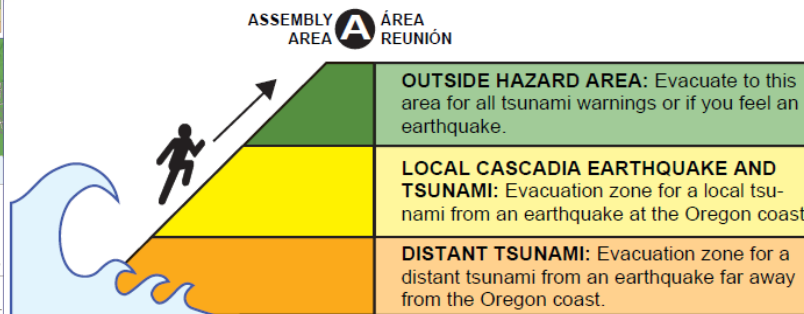 ASSEMBLY A ÁREA
AREA REUNIÓN
OUTSIDE HAZARD AREA: Evacuate to this
area for all tsunami warnings or if you feel an
earthquake.
LOCAL CASCADIA EARTHQUAKE AND
TSUNAMI: Evacuation zone for a local tsu-
nami from an earthquake at the Oregon coast
DISTANT TSUNAMI: Evacuation zone for a
distant tsunami from an earthquake far away
from the Oregon coast.